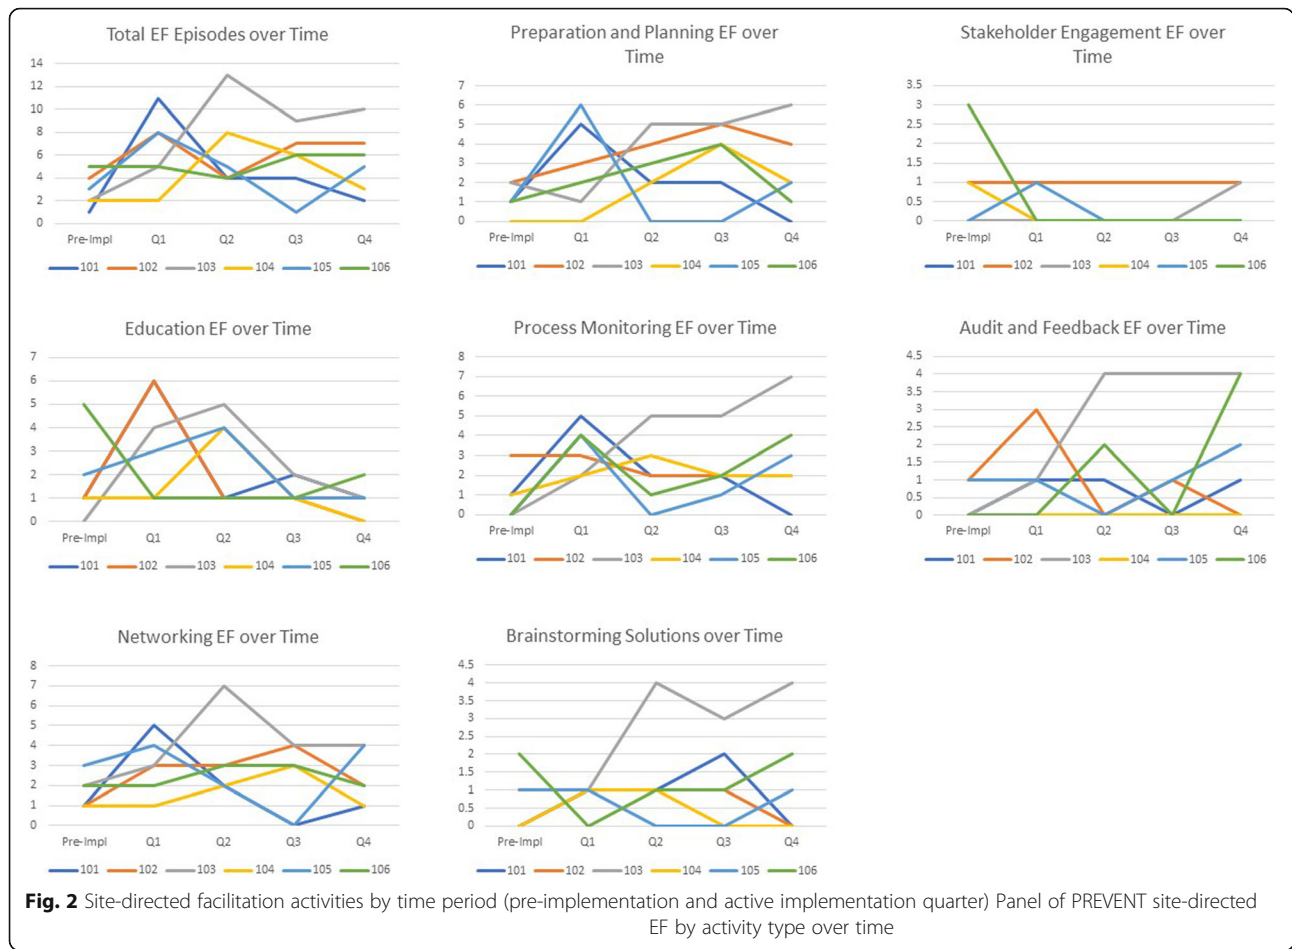 Total EF Episodes over Time
14
12
10
8
6
4
2
0
Pre-Impl Q1 Q2 Q3 Q4
101 102 103 104 105 106
Preparation and Planning EF over
Time
7
6
5
4
3
2
1
0
Pre-Impl Q1 Q2 Q3 Q4
101 102 103 104 105 106
Stakeholder Engagement EF over
Time
3.5
3
2.5
2
1.5
1
0.5
0
Pre-Impl Q1 Q2 Q3 Q4
101 102 103 104 105 106
Education EF over Time
7
6
5
4
3
2
1
0
Pre-Impl Q1 Q2 Q3 Q4
101 102 103 104 105 106
Process Monitoring EF over Time
8
7
6
5
4
3
2
1
0
Pre-Impl Q1 Q2 Q3 Q4
101 102 103 104 105 106
Audit and Feedback EF over Time
4.5
4
3.5
3
2.5
2
1.5
1
0.5
0
Pre-Impl Q1 Q2 Q3 Q4
101 102 103 104 105 106
Networking EF over Time
8
7
6
5
4
3
2
1
0
Pre-Impl Q1 Q2 Q3 Q4
101 102 103 104 105 106
Brainstorming Solutions over Time
4.5
4
3.5
3
2.5
2
1.5
1
0.5
0
Pre-Impl Q1 Q2 Q3 Q4
101 102 103 104 105 106
Fig. 2 Site-directed facilitation activities by time period (pre-implementation and active implementation quarter) Panel of PREVENT site-directed
EF by activity type over time